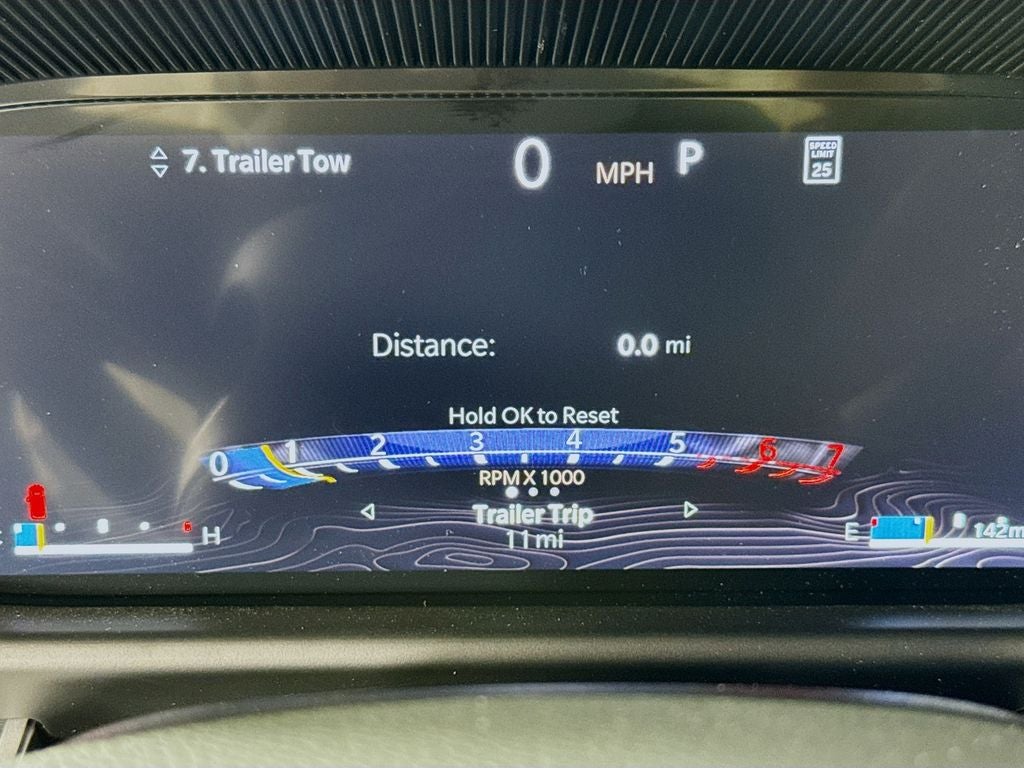 7. Trailer Tow
0 MPH P
SPEED
LIMIT
25
Distance: 0.0 mi
Hold OK to Reset
0 1 2 3 4 5 6 7
RPM X 1000
Trailer Trip
11 mi
H
E
142m